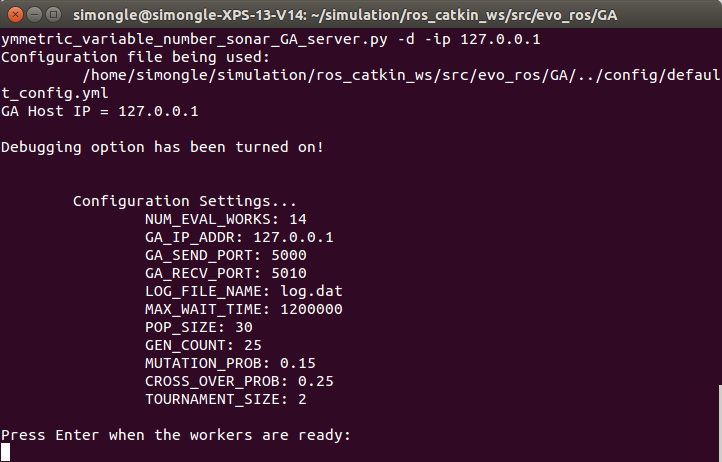 simongle@simongle-XPS-13-V14: ~/simulation/ros_catkin_ws/src/evo_ros/GA
ymmetric_variable_number_sonar_GA_server.py -d -ip 127.0.0.1
Configuration file being used:
/home/simongle/simulation/ros_catkin_ws/src/evo_ros/GA/../config/defaul
t_config.yml
GA Host IP = 127.0.0.1
Debugging option has been turned on!
Configuration Settings...
NUM_EVAL_WORKS: 14
GA_IP_ADDR: 127.0.0.1
GA_SEND_PORT: 5000
GA_RECV_PORT: 5010
LOG_FILE_NAME: log.dat
MAX_WAIT_TIME: 1200000
POP_SIZE: 30
GEN_COUNT: 25
MUTATION_PROB: 0.15
CROSS_OVER_PROB: 0.25
TOURNAMENT_SIZE: 2
Press Enter when the workers are ready: